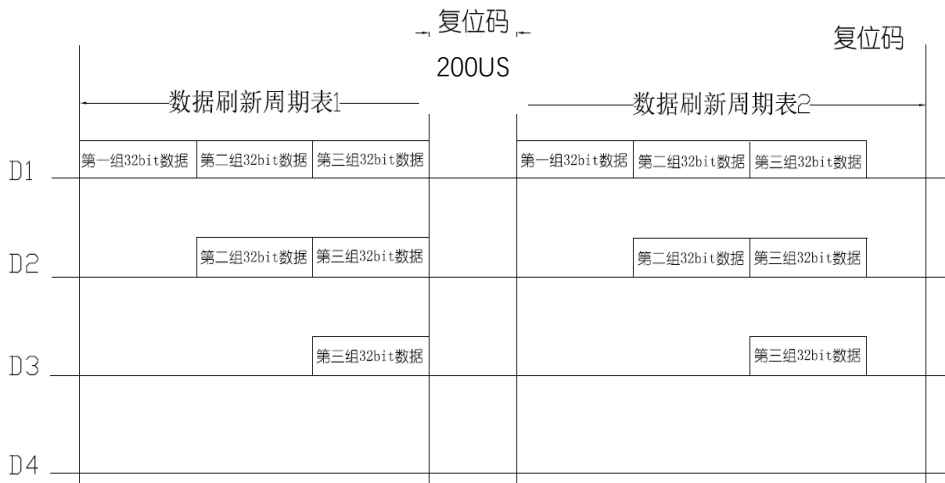 复位码
复位码
200US
数据刷新周期表1
数据刷新周期表2
D1 第一组32bit数据 第二组32bit数据 第三组32bit数据 第一组32bit数据 第二组32bit数据 第三组32bit数据
D2 第二组32bit数据 第三组32bit数据 第二组32bit数据 第三组32bit数据
D3 第三组32bit数据 第三组32bit数据
D4